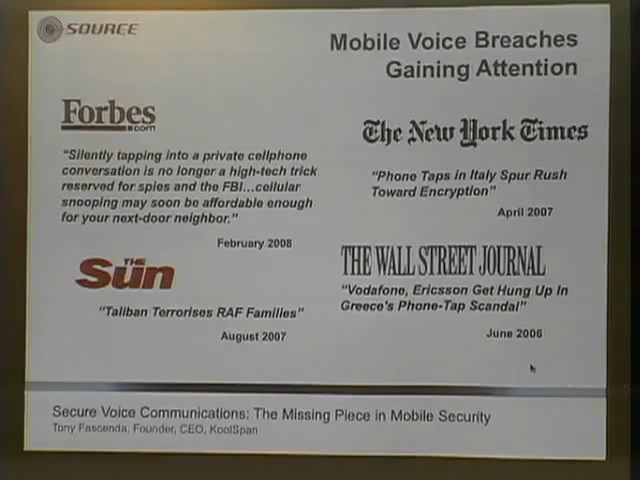 SOURCE
Mobile Voice Breaches
Gaining Attention
Forbes
.com
"Silently tapping into a private cellphone
conversation is no longer a high-tech trick
reserved for spies and the FBI...cellular
snooping may soon be affordable enough
for your next-door neighbor."
February 2008
The New York Times
"Phone Taps in Italy Spur Rush
Toward Encryption"
April 2007
THE Sun
"Taliban Terrorises RAF Families"
August 2007
THE WALL STREET JOURNAL
"Vodafone, Ericsson Get Hung Up In
Greece's Phone-Tap Scandal"
June 2006
Secure Voice Communications: The Missing Piece in Mobile Security
Tony Fascenda, Founder, CEO, KoolSpan